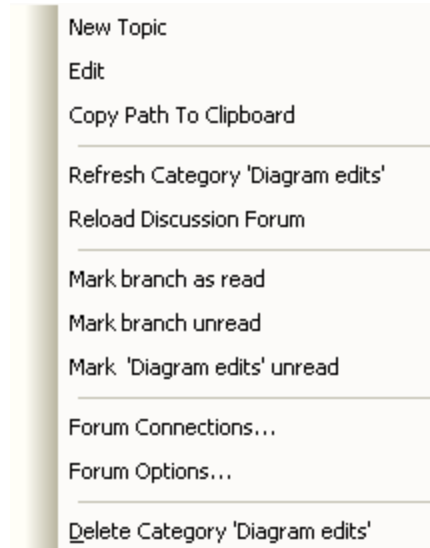 New Topic
Edit
Copy Path To Clipboard
Refresh Category 'Diagram edits'
Reload Discussion Forum
Mark branch as read
Mark branch unread
Mark  'Diagram edits' unread
Forum Connections...
Forum Options...
Delete Category 'Diagram edits'